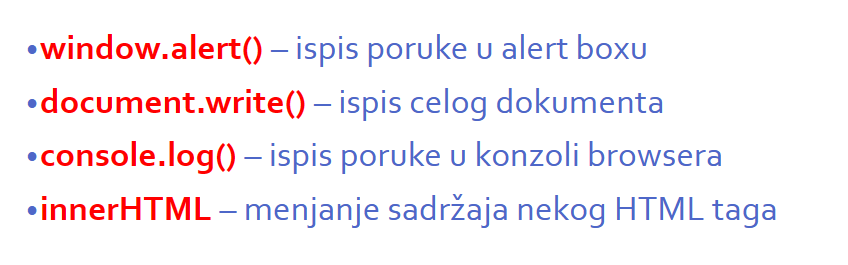 •window.alert() – ispis poruke u alert boxu
•document.write() – ispis celog dokumenta
•console.log() – ispis poruke u konzoli browsera
•innerHTML – menjanje sadržaja nekog HTML taga